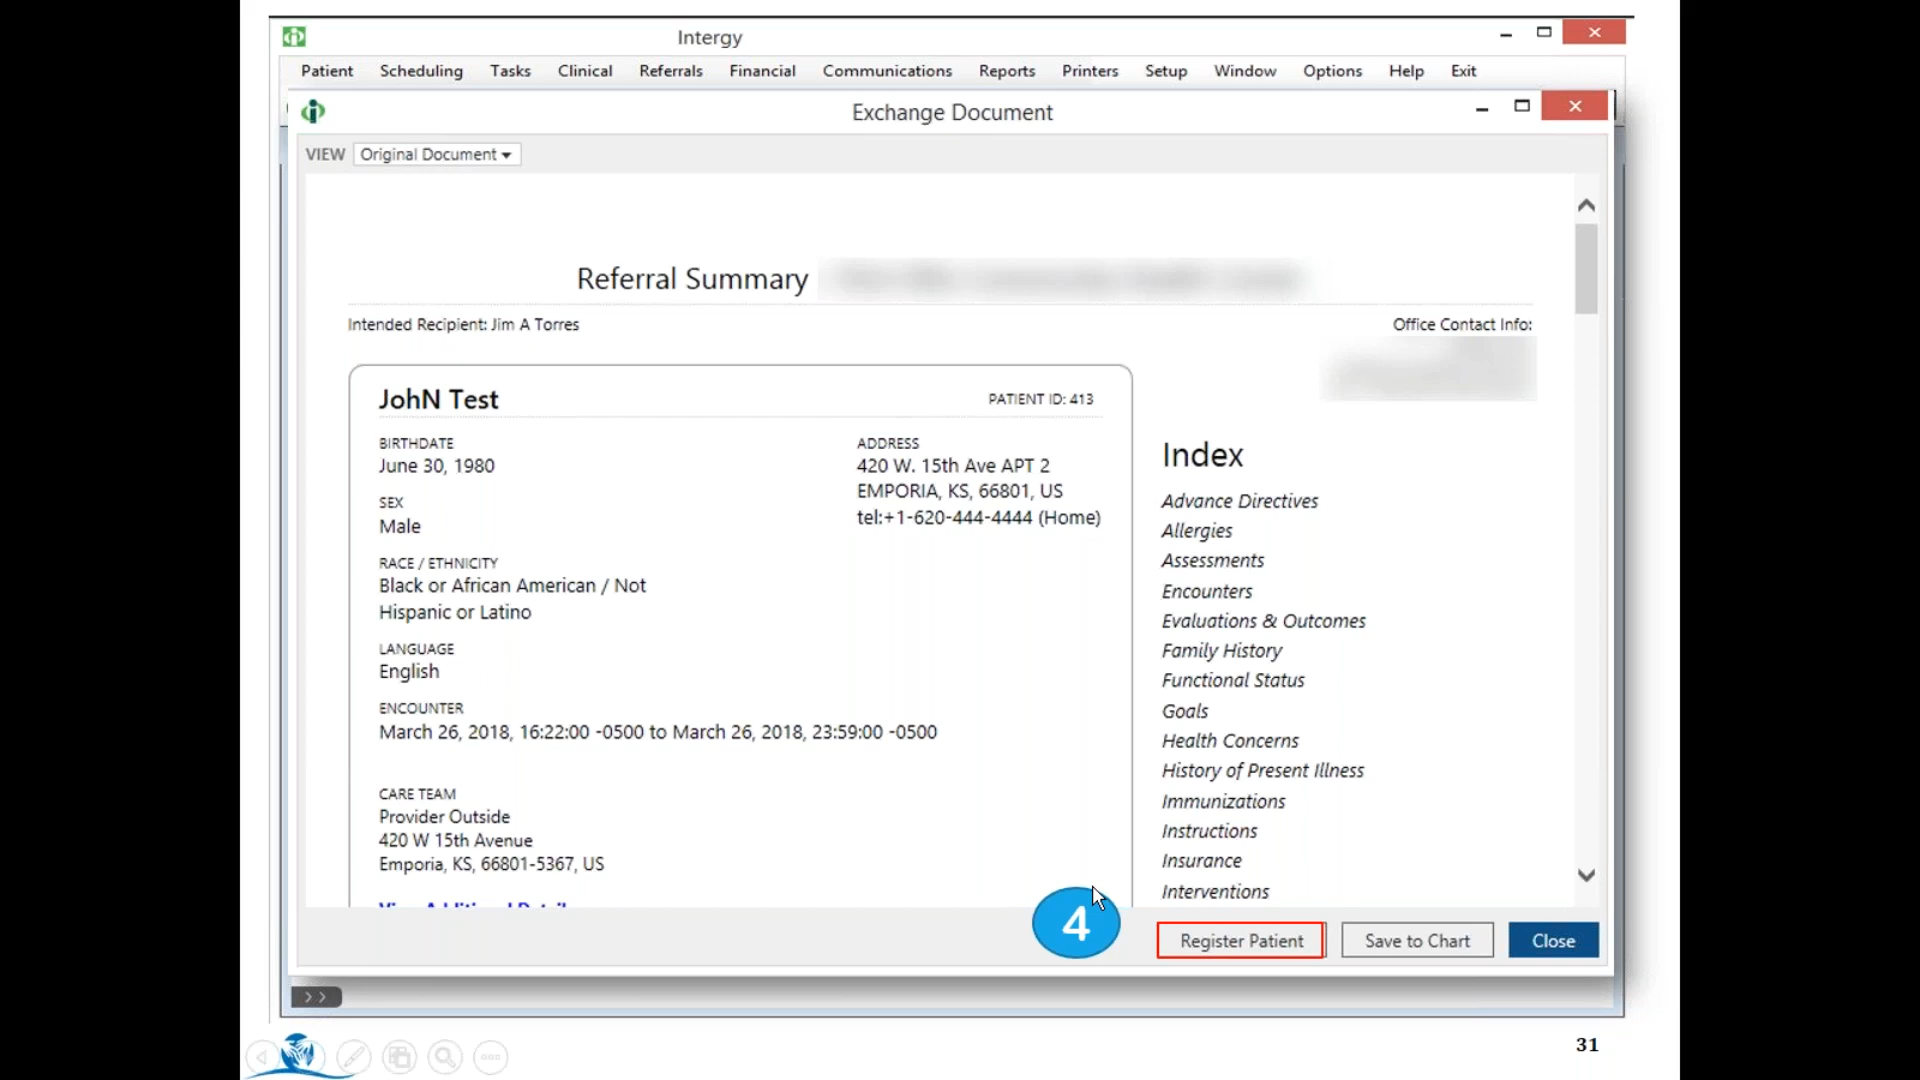 Intergy
Patient Scheduling Tasks Clinical Referrals Financial Communications Reports Printers Setup Window Options Help Exit
Exchange Document
VIEW Original Document
Referral Summary
Intended Recipient: Jim A Torres
Office Contact Info:
JohN Test
PATIENT ID: 413
BIRTHDATE
June 30, 1980
SEX
Male
RACE / ETHNICITY
Black or African American / Not
Hispanic or Latino
LANGUAGE
English
ENCOUNTER
March 26, 2018, 16:22:00 -0500 to March 26, 2018, 23:59:00 -0500
CARE TEAM
Provider Outside
420 W 15th Avenue
Emporia, KS, 66801-5367, US
ADDRESS
420 W. 15th Ave APT 2
EMPORIA, KS, 66801, US
tel:+1-620-444-4444 (Home)
Index
Advance Directives
Allergies
Assessments
Encounters
Evaluations & Outcomes
Family History
Functional Status
Goals
Health Concerns
History of Present Illness
Immunizations
Instructions
Insurance
Interventions
4
Register Patient Save to Chart Close
31